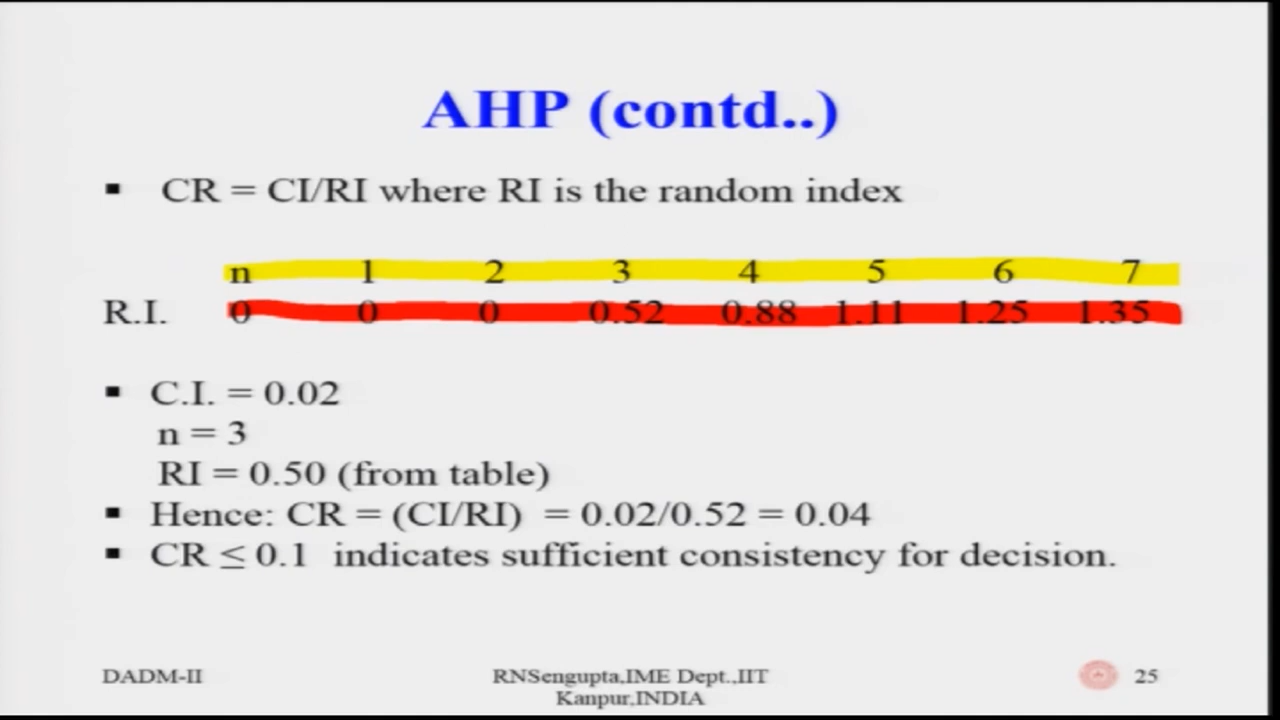 AHP (contd..)
▪ CR = CI/RI where RI is the random index
n 1 2 3 4 5 6 7
R.I. 0 0 0 0.52 0.88 1.11 1.25 1.35
▪ C.I. = 0.02
n = 3
RI = 0.50 (from table)
▪ Hence: CR = (CI/RI) = 0.02/0.52 = 0.04
▪ CR ≤ 0.1 indicates sufficient consistency for decision.
DADM-II
RNSengupta,IME Dept.,IIT
Kanpur,INDIA
25